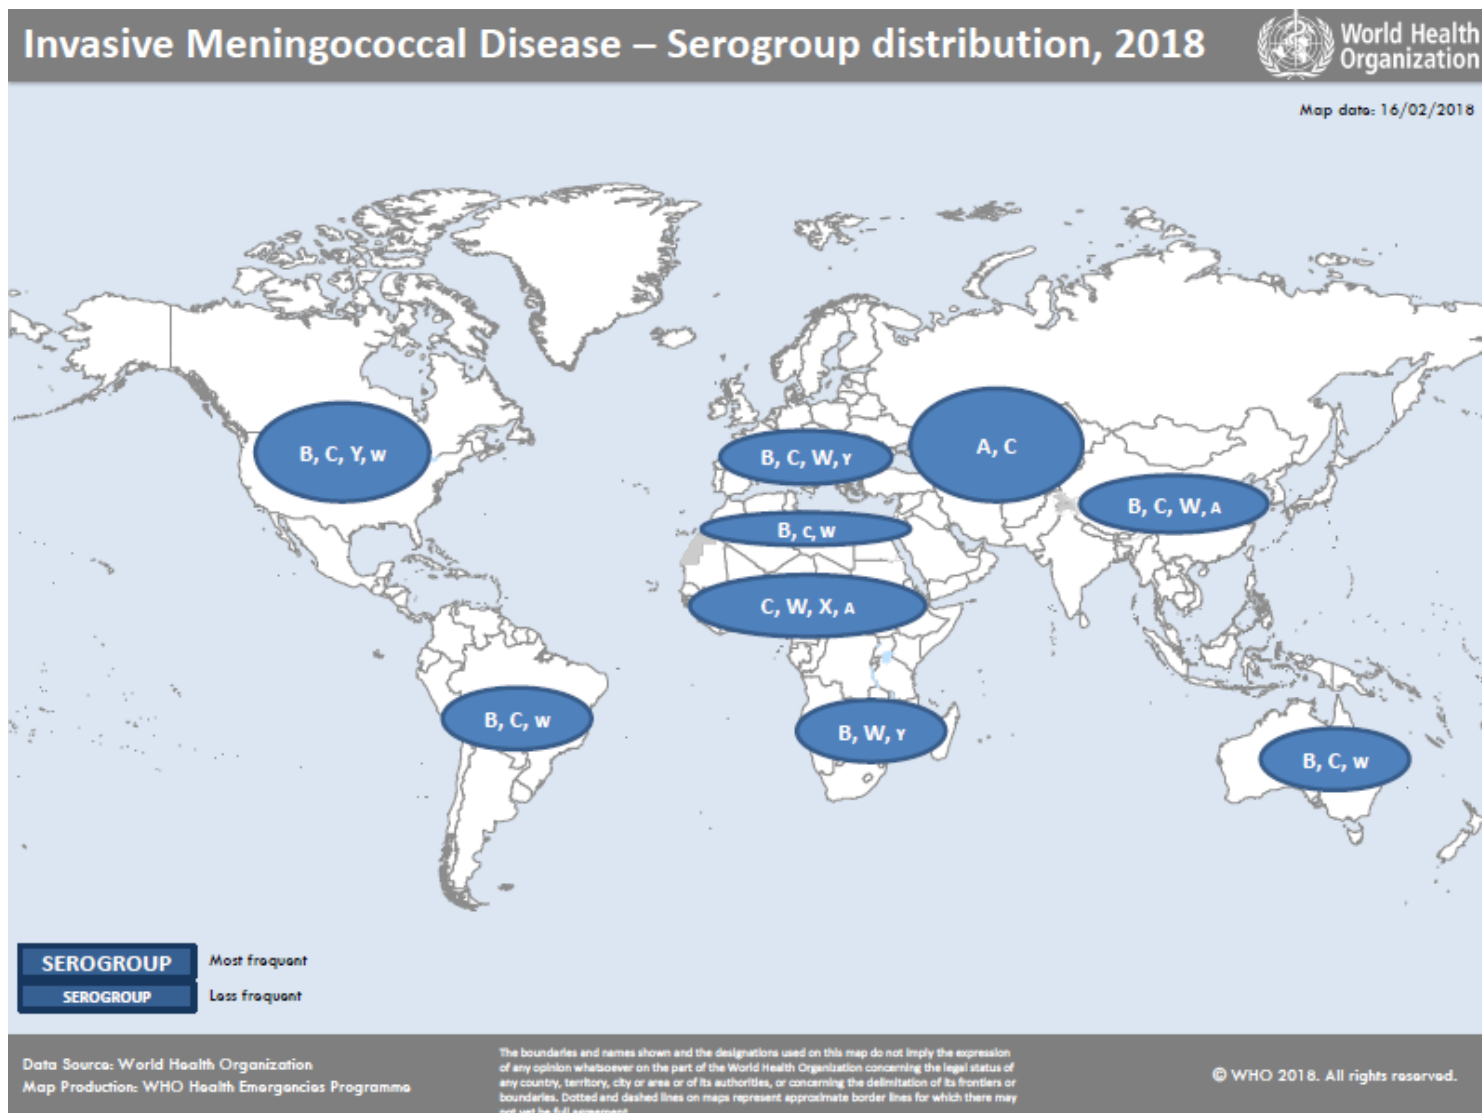 Invasive Meningococcal Disease – Serogroup distribution, 2018
World Health
Organization
Map date: 16/02/2018
B, C, Y, w
B, C, W, Y
A, C
B, C, W, A
B, C, W
C, W, X, A
B, C, w
B, W, Y
B, C, w
SEROGROUP Most frequent
SEROGROUP Less frequent
Data Source: World Health Organization
Map Production: WHO Health Emergencies Programme
The boundaries and names shown and the designations used on this map do not imply the expression
of any opinion whatsoever on the part of the World Health Organization concerning the legal status of
any country, territory, city or area or of its authorities, or concerning the delimitation of its frontiers or
boundaries. Dotted and dashed lines on maps represent approximate border lines for which there may
not yet be full agreement.
© WHO 2018. All rights reserved.